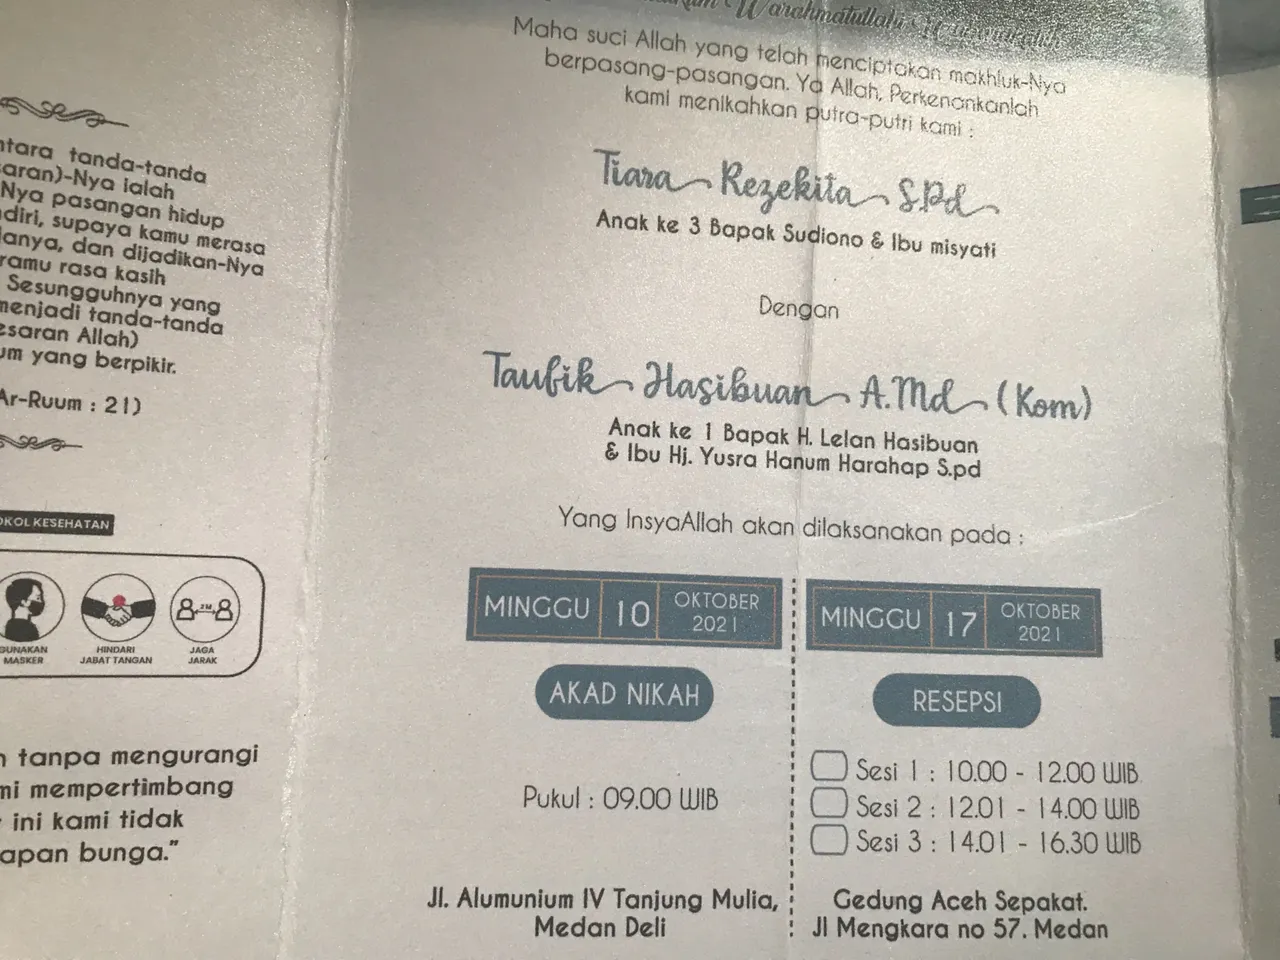 ntara tanda-tanda
saran)-Nya ialah
Nya pasangan hidup
ndiri, supaya kamu merasa
danya, dan dijadikan-Nya
ramu rasa kasih
Sesungguhnya yang
menjadi tanda-tanda
esaran Allah)
um yang berpikir.
Ar-Ruum : 21)
OKOL KESEHATAN
GUNAKAN
MASKER
HINDARI
JABAT TANGAN
2M
JAGA
JARAK
n tanpa mengurangi
mi mempertimbang
ini kami tidak
apan bunga."
Warahmatullahi
Maha suci Allah yang telah menciptakan makhluk-Nya
berpasang-pasangan. Ya Allah, Perkenankanlah
kami menikahkan putra-putri kami :
Tiara Rezekita S.Pd
Anak ke 3 Bapak Sudiono & Ibu misyati
Dengan
Taufik Hasibuan A.Md (Kom)
Anak ke 1 Bapak H. Lelan Hasibuan
& Ibu Hj. Yusra Hanum Harahap S.pd
Yang InsyaAllah akan dilaksanakan pada :
MINGGU 10 OKTOBER 2021
AKAD NIKAH
Pukul : 09.00 WIB
Jl. Alumunium IV Tanjung Mulia,
Medan Deli
MINGGU 17 OKTOBER 2021
RESEPSI
Sesi 1 : 10.00 - 12.00 WIB
Sesi 2 : 12.01 - 14.00 WIB
Sesi 3 : 14.01 - 16.30 WIB
Gedung Aceh Sepakat.
Jl Mengkara no 57. Medan